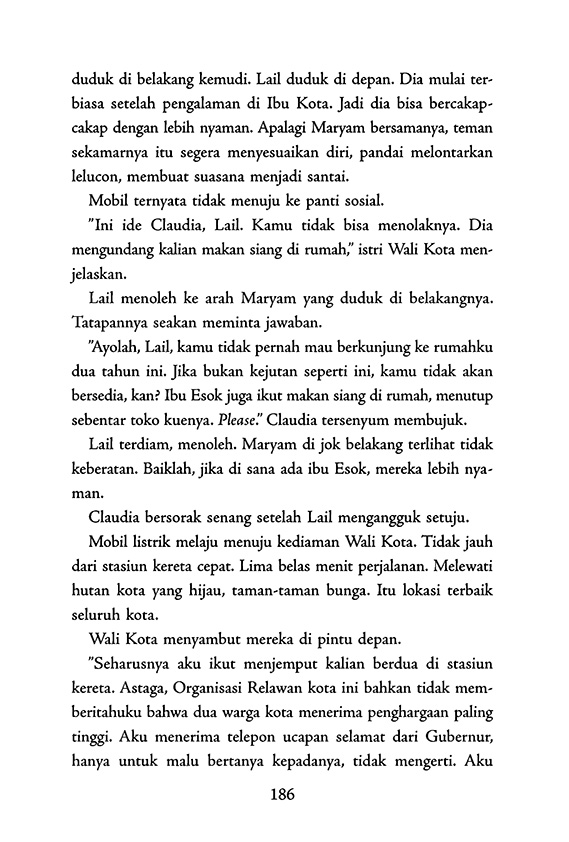 duduk di belakang kemudi. Lail duduk di depan. Dia mulai ter-
biasa setelah pengalaman di Ibu Kota. Jadi dia bisa bercakap-
cakap dengan lebih nyaman. Apalagi Maryam bersamanya, teman
sekamarnya itu segera menyesuaikan diri, pandai melontarkan
lelucon, membuat suasana menjadi santai.
Mobil ternyata tidak menuju ke panti sosial.
”Ini ide Claudia, Lail. Kamu tidak bisa menolaknya. Dia
mengundang kalian makan siang di rumah,” istri Wali Kota men-
jelaskan.
Lail menoleh ke arah Maryam yang duduk di belakangnya.
Tatapannya seakan meminta jawaban.
”Ayolah, Lail, kamu tidak pernah mau berkunjung ke rumahku
dua tahun ini. Jika bukan kejutan seperti ini, kamu tidak akan
bersedia, kan? Ibu Esok juga ikut makan siang di rumah, menutup
sebentar toko kuenya. Please.” Claudia tersenyum membujuk.
Lail terdiam, menoleh. Maryam di jok belakang terlihat tidak
keberatan. Baiklah, jika di sana ada ibu Esok, mereka lebih nya-
man.
Claudia bersorak senang setelah Lail mengangguk setuju.
Mobil listrik melaju menuju kediaman Wali Kota. Tidak jauh
dari stasiun kereta cepat. Lima belas menit perjalanan. Melewati
hutan kota yang hijau, taman-taman bunga. Itu lokasi terbaik
seluruh kota.
Wali Kota menyambut mereka di pintu depan.
”Seharusnya aku ikut menjemput kalian berdua di stasiun
kereta. Astaga, Organisasi Relawan kota ini bahkan tidak mem-
beritahuku bahwa dua warga kota menerima penghargaan paling
tinggi. Aku menerima telepon ucapan selamat dari Gubernur,
hanya untuk malu bertanya kepadanya, tidak mengerti. Aku
186